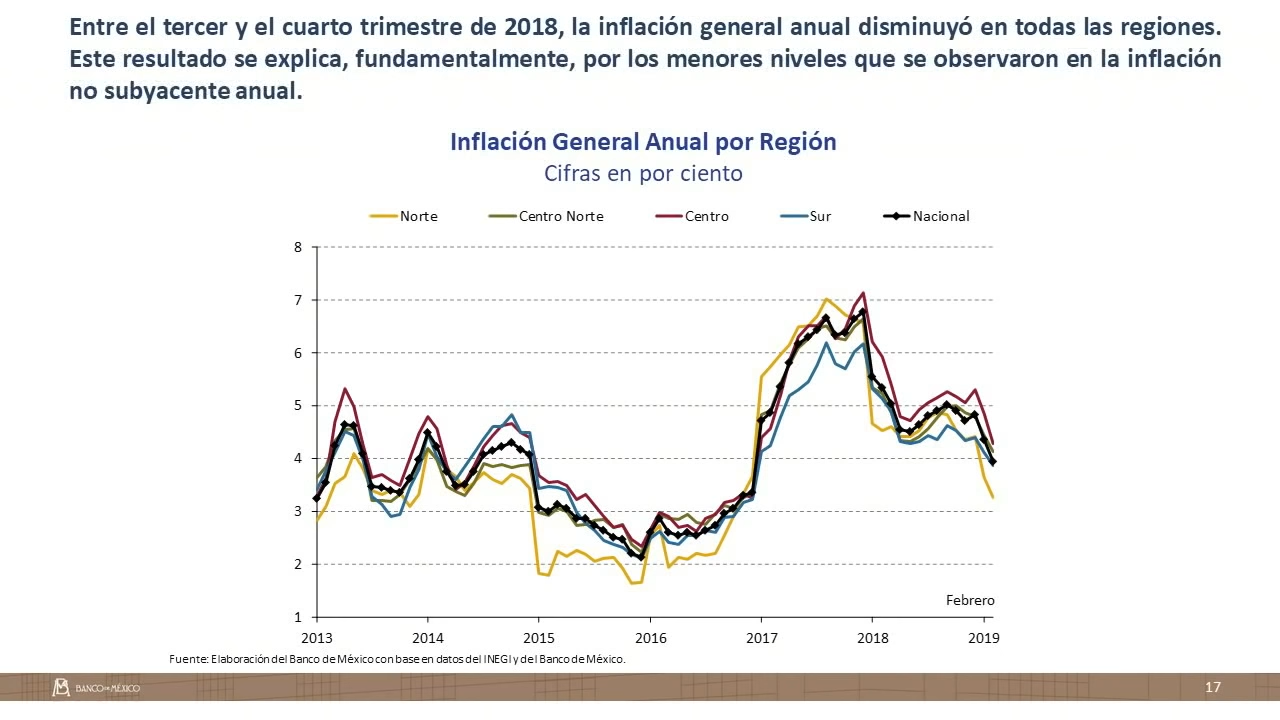 Entre el tercer y el cuarto trimestre de 2018, la inflación general anual disminuyó en todas las regiones.
Este resultado se explica, fundamentalmente, por los menores niveles que se observaron en la inflación
no subyacente anual.
Inflación General Anual por Región
Cifras en por ciento
Norte Centro Norte Centro Sur Nacional
8
7
6
5
4
3
2
1
Febrero
2013 2014 2015 2016 2017 2018 2019
Fuente: Elaboración del Banco de México con base en datos del INEGI y del Banco de México.
BANCO DE MÉXICO
17